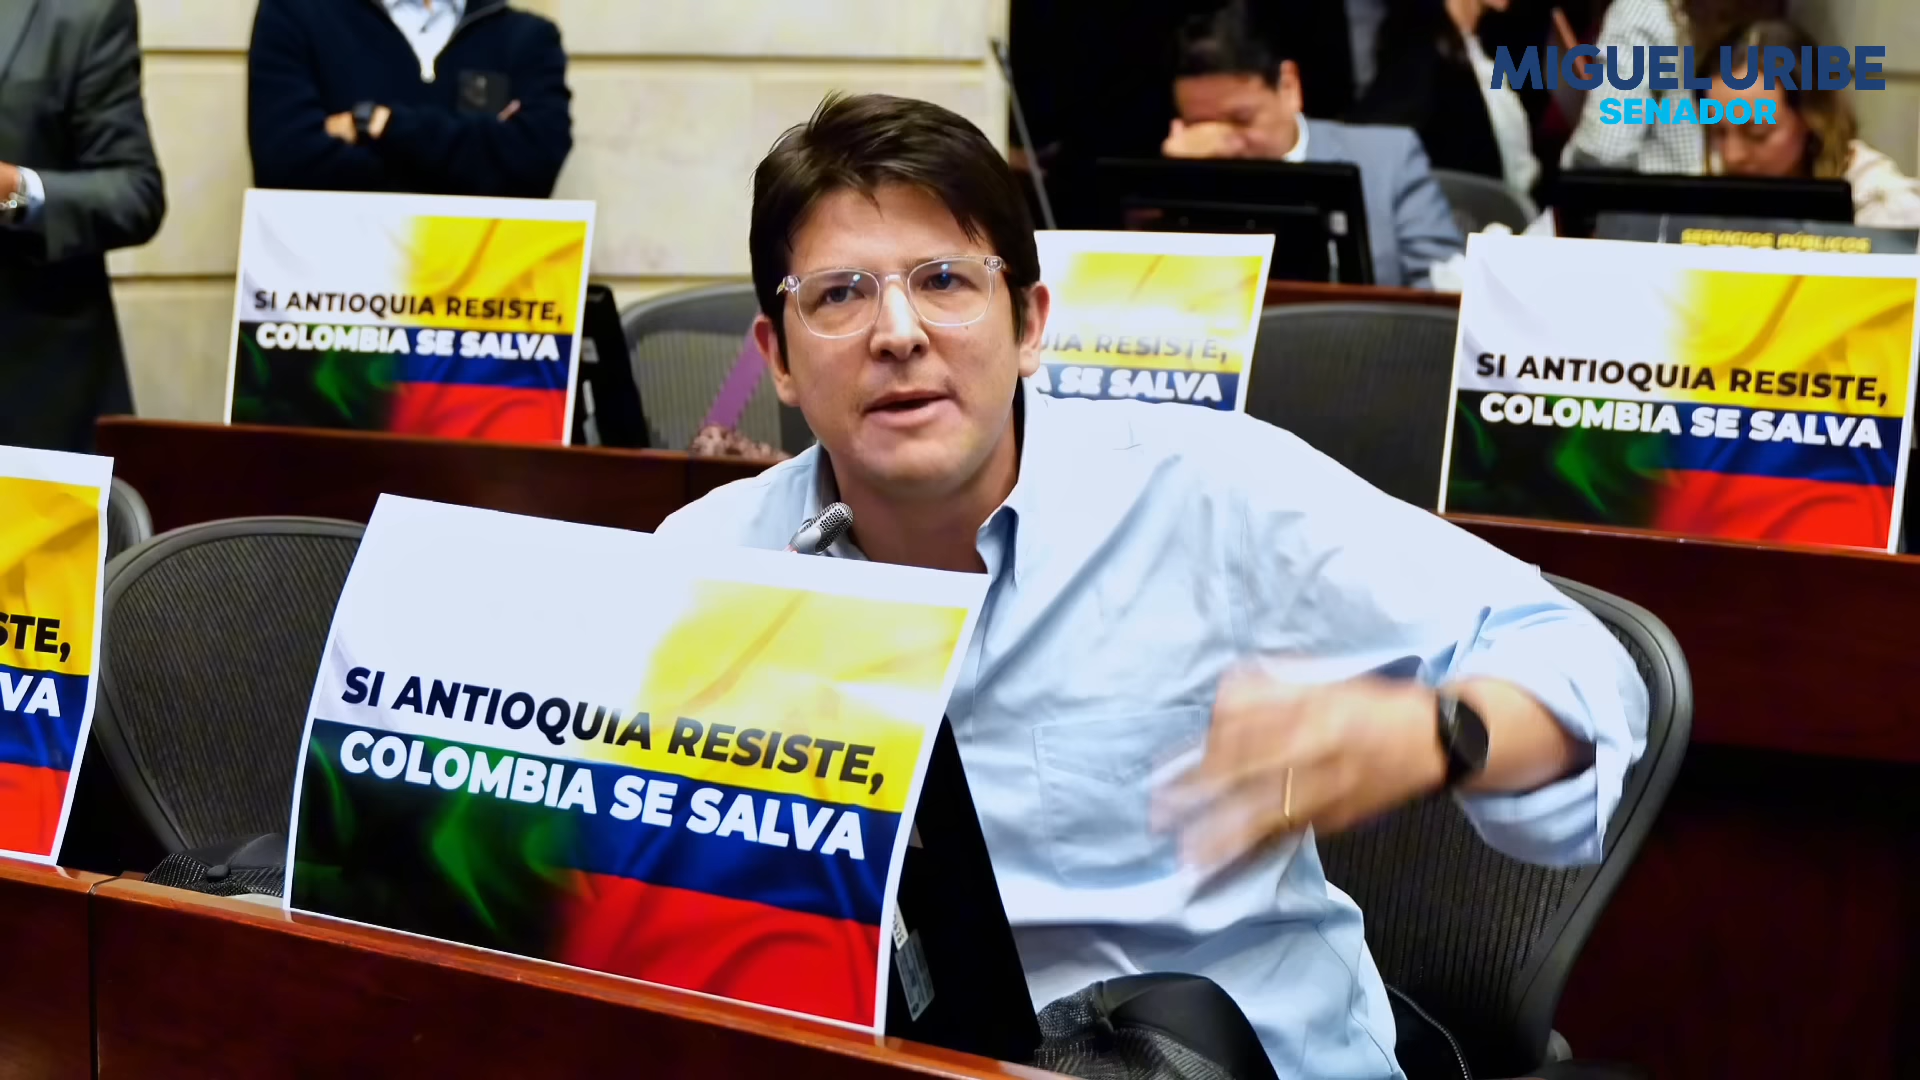 MIGUEL URIBE
SENADOR
SERVICIOS PÚBLICOS
SI ANTIOQUIA RESISTE,
COLOMBIA SE SALVA
RESISTE,
SE SALVA
SI ANTIOQUIA RESISTE,
COLOMBIA SE SALVA
STE,
VA
SI ANTIOQUIA RESISTE,
COLOMBIA SE SALVA